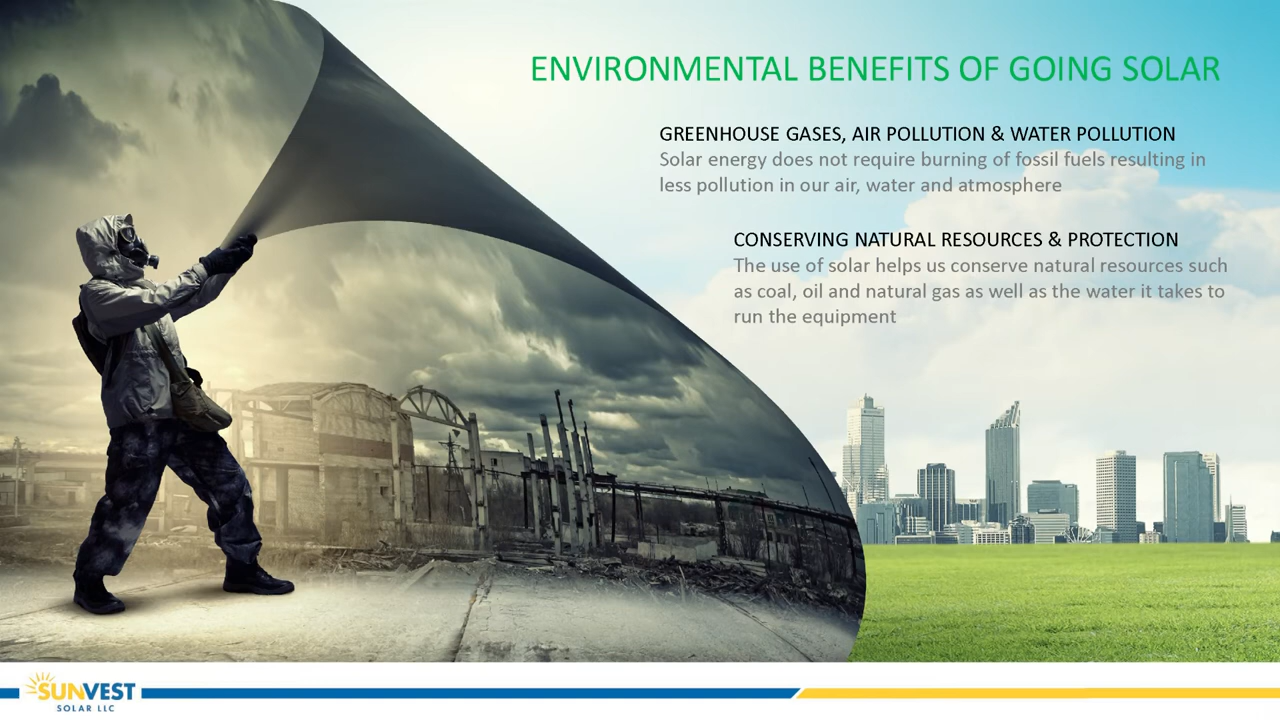 ENVIRONMENTAL BENEFITS OF GOING SOLAR
GREENHOUSE GASES, AIR POLLUTION & WATER POLLUTION
Solar energy does not require burning of fossil fuels resulting in
less pollution in our air, water and atmosphere
CONSERVING NATURAL RESOURCES & PROTECTION
The use of solar helps us conserve natural resources such
as coal, oil and natural gas as well as the water it takes to
run the equipment
SUNVEST
SOLAR LLC